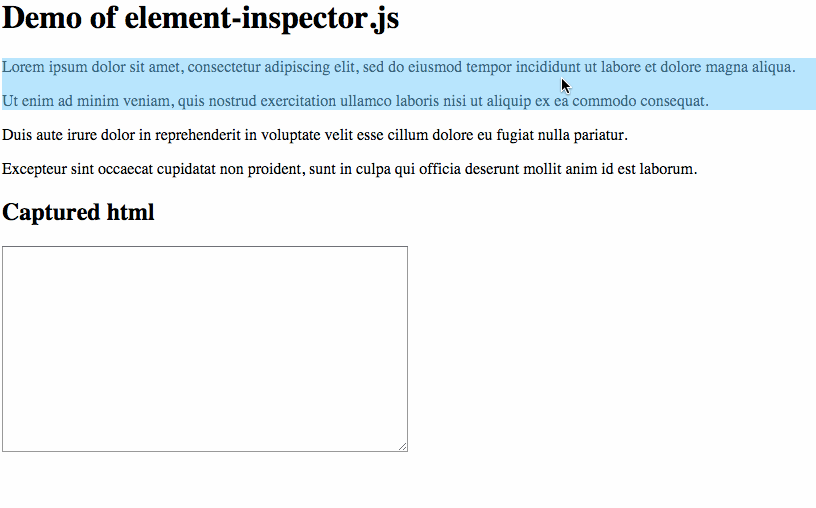 Demo of element-inspector.js
Lorem ipsum dolor sit amet, consectetur adipiscing elit, sed do eiusmod tempor incididunt ut labore et dolore magna aliqua.
Ut enim ad minim veniam, quis nostrud exercitation ullamco laboris nisi ut aliquip ex ea commodo consequat.
Duis aute irure dolor in reprehenderit in voluptate velit esse cillum dolore eu fugiat nulla pariatur.
Excepteur sint occaecat cupidatat non proident, sunt in culpa qui officia deserunt mollit anim id est laborum.
Captured html